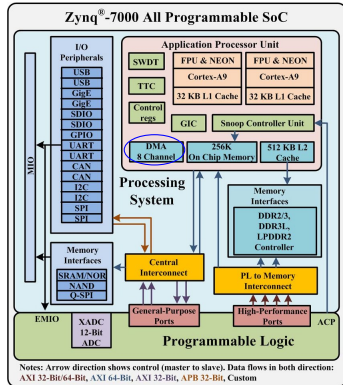 Zynq®-7000 All Programmable SoC
I/O
Peripherals
USB
USB
GigE
GigE
SDIO
SDIO
GPIO
UART
UART
CAN
CAN
I2C
I2C
SPI
SPI
MIO
Application Processor Unit
SWDT
TTC
Control
regs
FPU & NEON
Cortex-A9
32 KB L1 Cache
FPU & NEON
Cortex-A9
32 KB L1 Cache
GIC
Snoop Controller Unit
DMA
8 Channel
256K
On Chip Memory
512 KB L2
Cache
Processing
System
Memory
Interfaces
DDR2/3,
DDR3L,
LPDDR2
Controller
Memory Interfaces
SRAM/NOR
NAND
Q-SPI
Central
Interconnect
PL to Memory
Interconnect
EMIO
XADC
12-Bit
ADC
General-Purpose
Ports
High-Performance
Ports
ACP
Programmable Logic
Notes: Arrow direction shows control (master to slave). Data flows in both direction:
AXI 32-Bit/64-Bit, AXI 64-Bit, AXI 32-Bit, APB 32-Bit, Custom